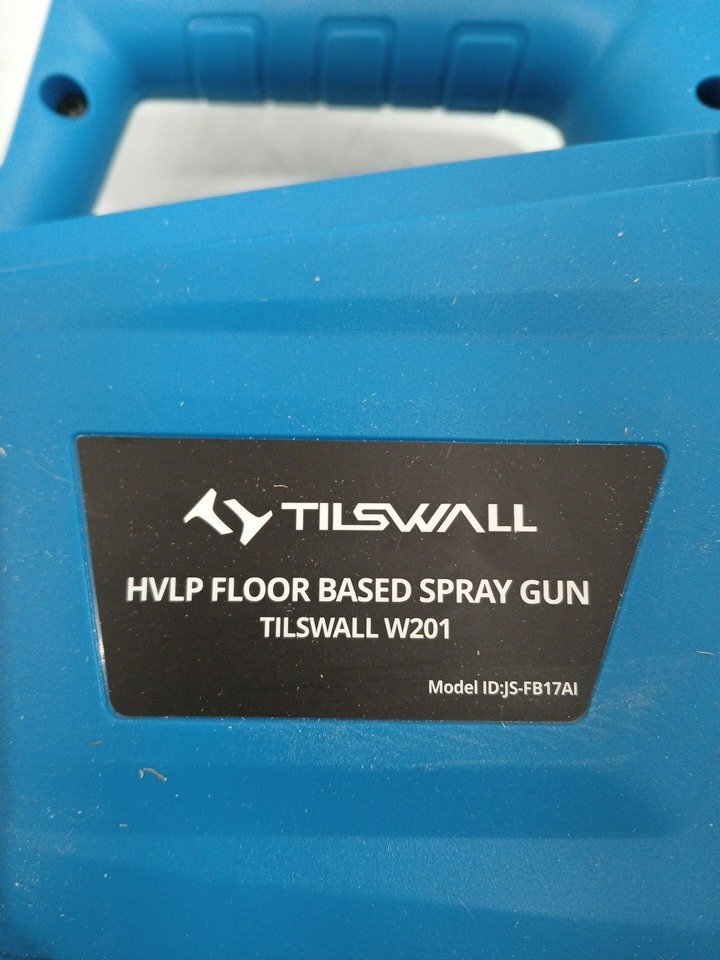 TILSWALL
HVLP FLOOR BASED SPRAY GUN
TILSWALL W201
Model ID:JS-FB17AI